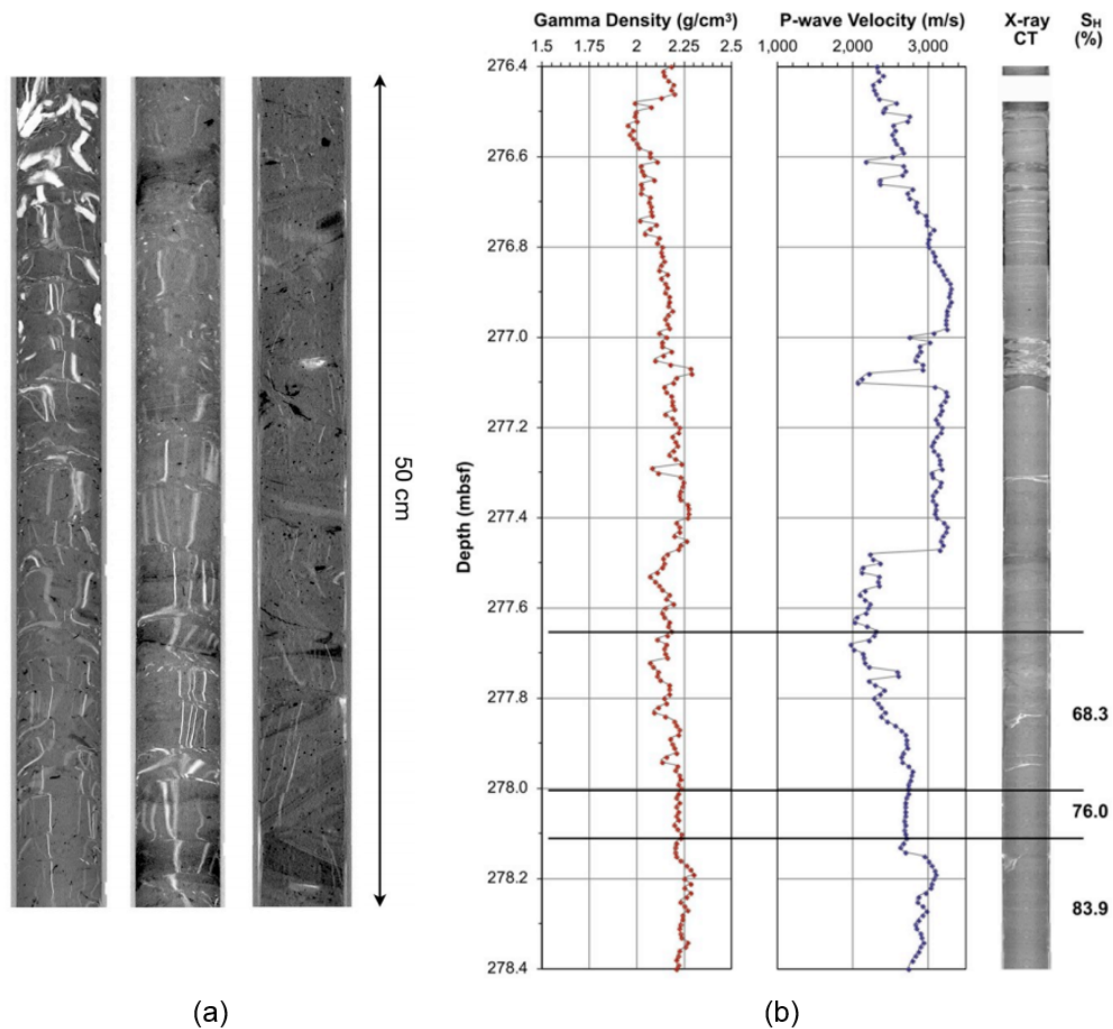 50 cm
(a)
Gamma Density (g/cm³)
1.5 1.75 2 2.25 2.5
P-wave Velocity (m/s)
1,000 2,000 3,000
X-ray
CT
S_H
(%)
Depth (mbsf)
276.4
276.6
276.8
277.0
277.2
277.4
277.6
277.8
278.0
278.2
278.4
68.3
76.0
83.9
(b)